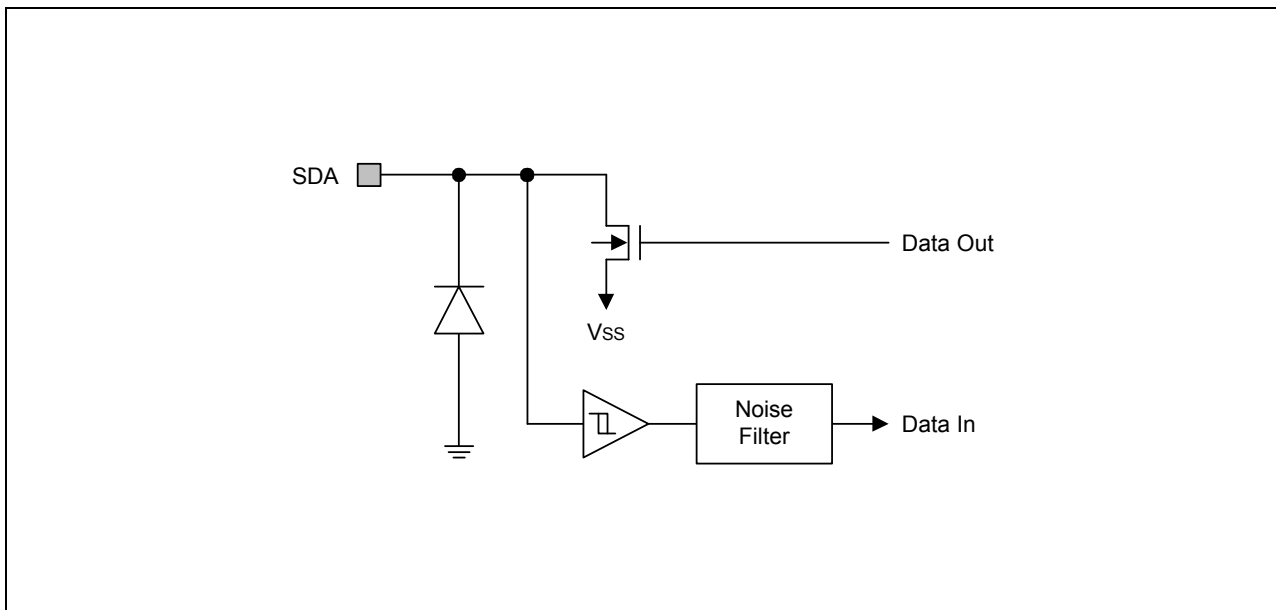 SDA
Data Out
Vss
Noise
Filter
Data In